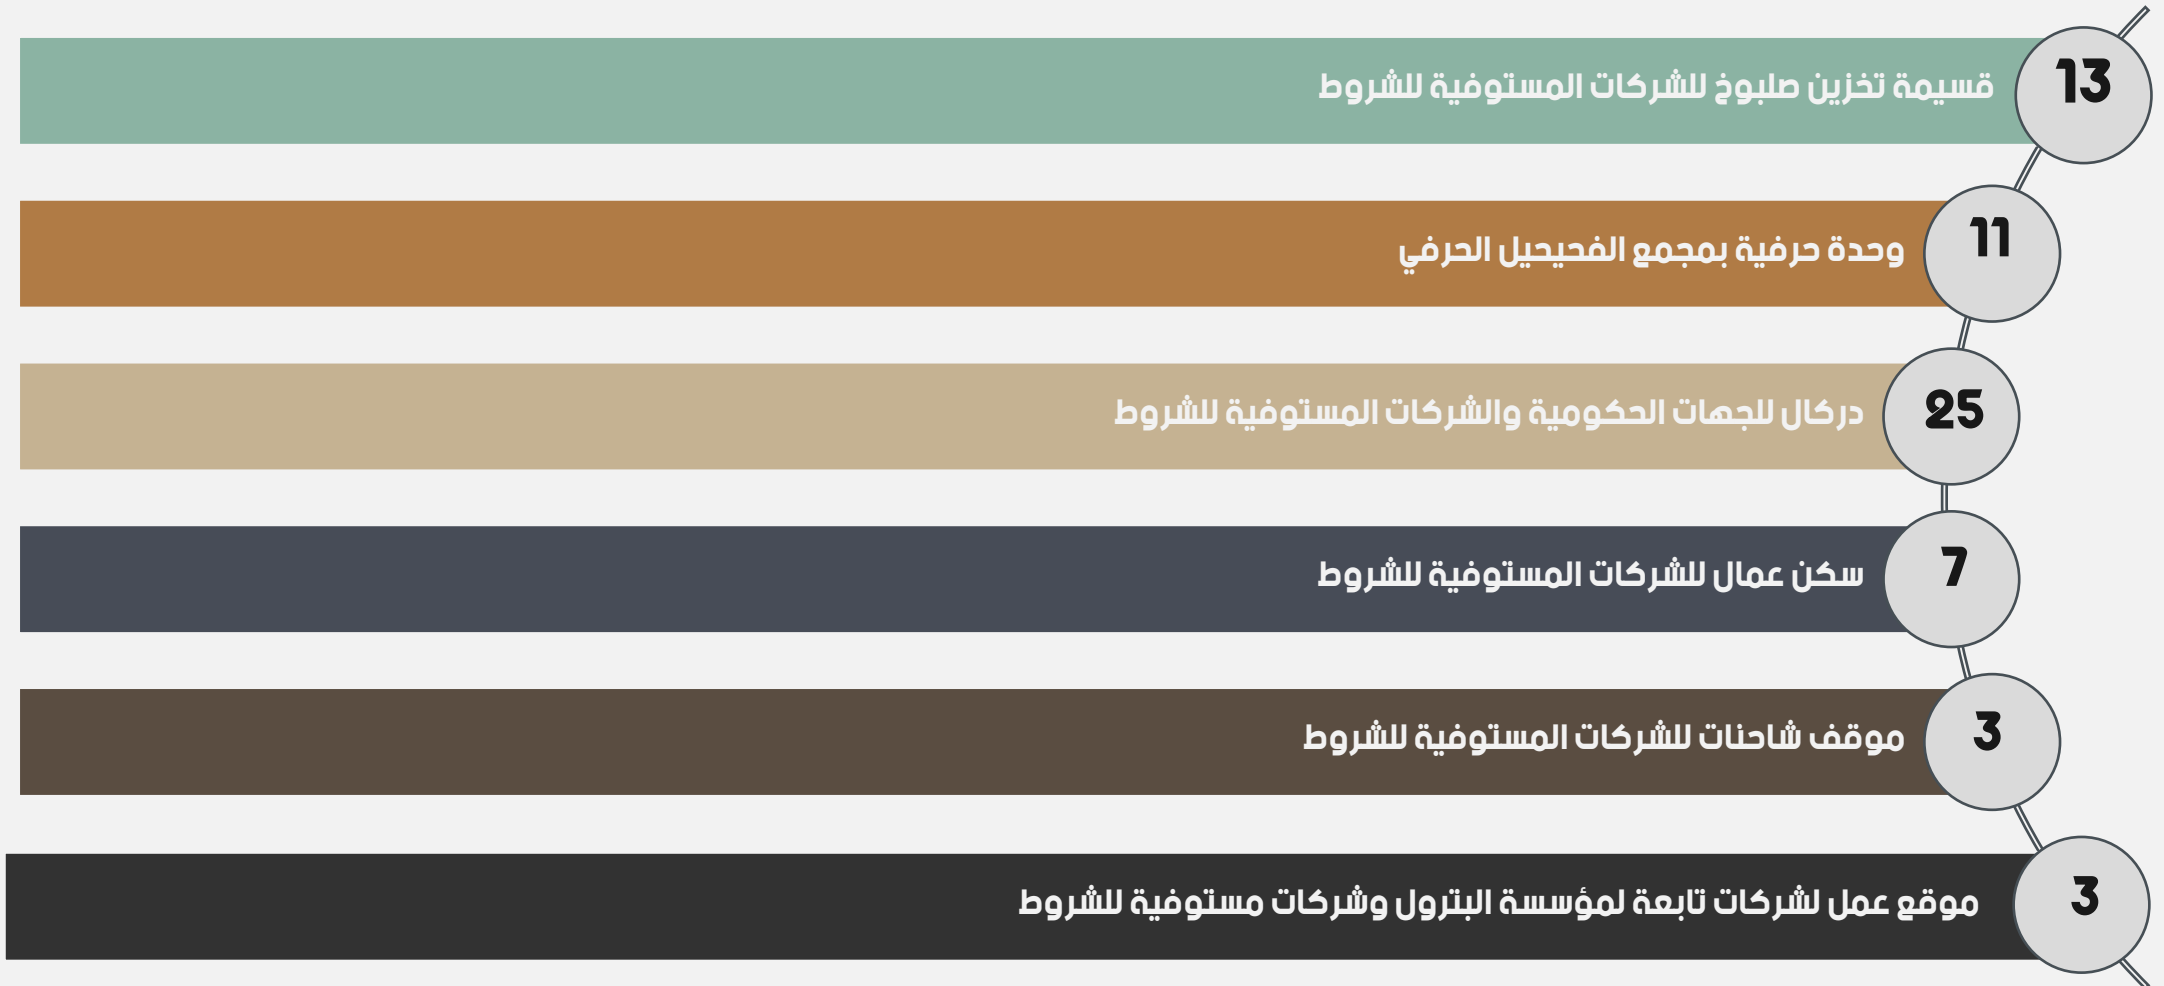 13
قسيمة تخزين صلبوخ للشركات المستوفية للشروط
11
وحدة حرفية بمجمع الفحيحيل الحرفي
25
دركال للجهات الحكومية والشركات المستوفية للشروط
7
سكن عمال للشركات المستوفية للشروط
3
موقف شاحنات للشركات المستوفية للشروط
3
موقع عمل لشركات تابعة لمؤسسة البترول وشركات مستوفية للشروط